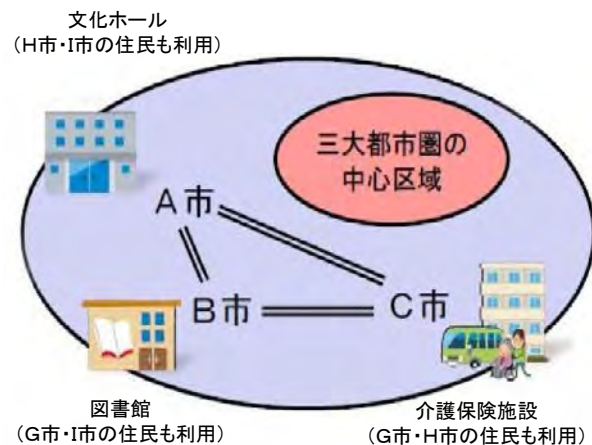 文化ホール
（H市・I市の住民も利用）
三大都市圏の
中心区域
A市
B市
C市
図書館
（G市・I市の住民も利用）
介護保険施設
（G市・H市の住民も利用）